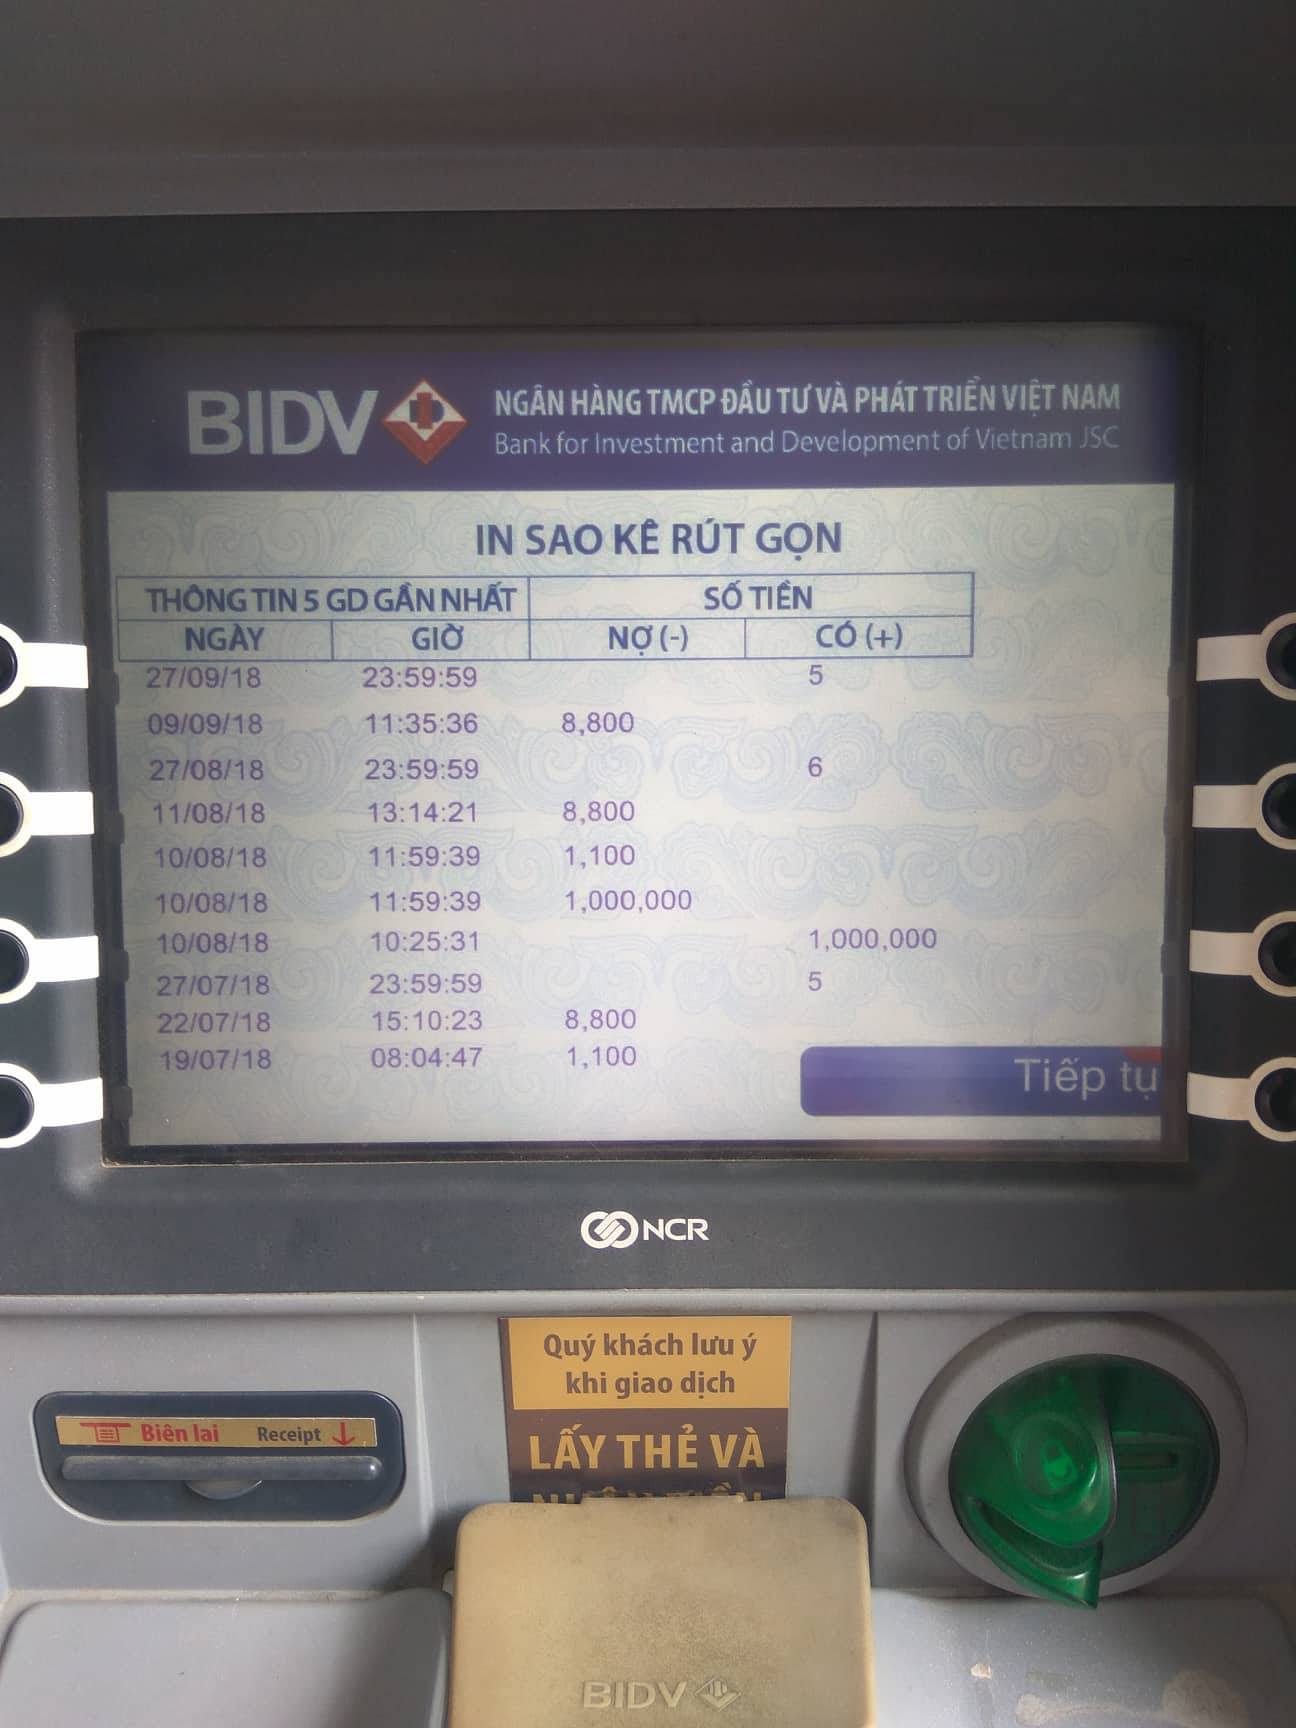 BIDV NGÂN HÀNG TMCP ĐẦU TƯ VÀ PHÁT TRIỂN VIỆT NAM
Bank for Investment and Development of Vietnam JSC
IN SAO KÊ RÚT GỌN
THÔNG TIN 5 GD GẦN NHẤT SỐ TIỀN
NGÀY GIỜ NỢ (-) CÓ (+)
27/09/18 23:59:59 5
09/09/18 11:35:36 8,800
27/08/18 23:59:59 6
11/08/18 13:14:21 8,800
10/08/18 11:59:39 1,100
10/08/18 11:59:39 1,000,000
10/08/18 10:25:31 1,000,000
27/07/18 23:59:59 5
22/07/18 15:10:23 8,800
19/07/18 08:04:47 1,100
Tiếp tụ
NCR
Quý khách lưu ý
khi giao dịch
LẤY THẺ VÀ
Biên lai Receipt
BIDV